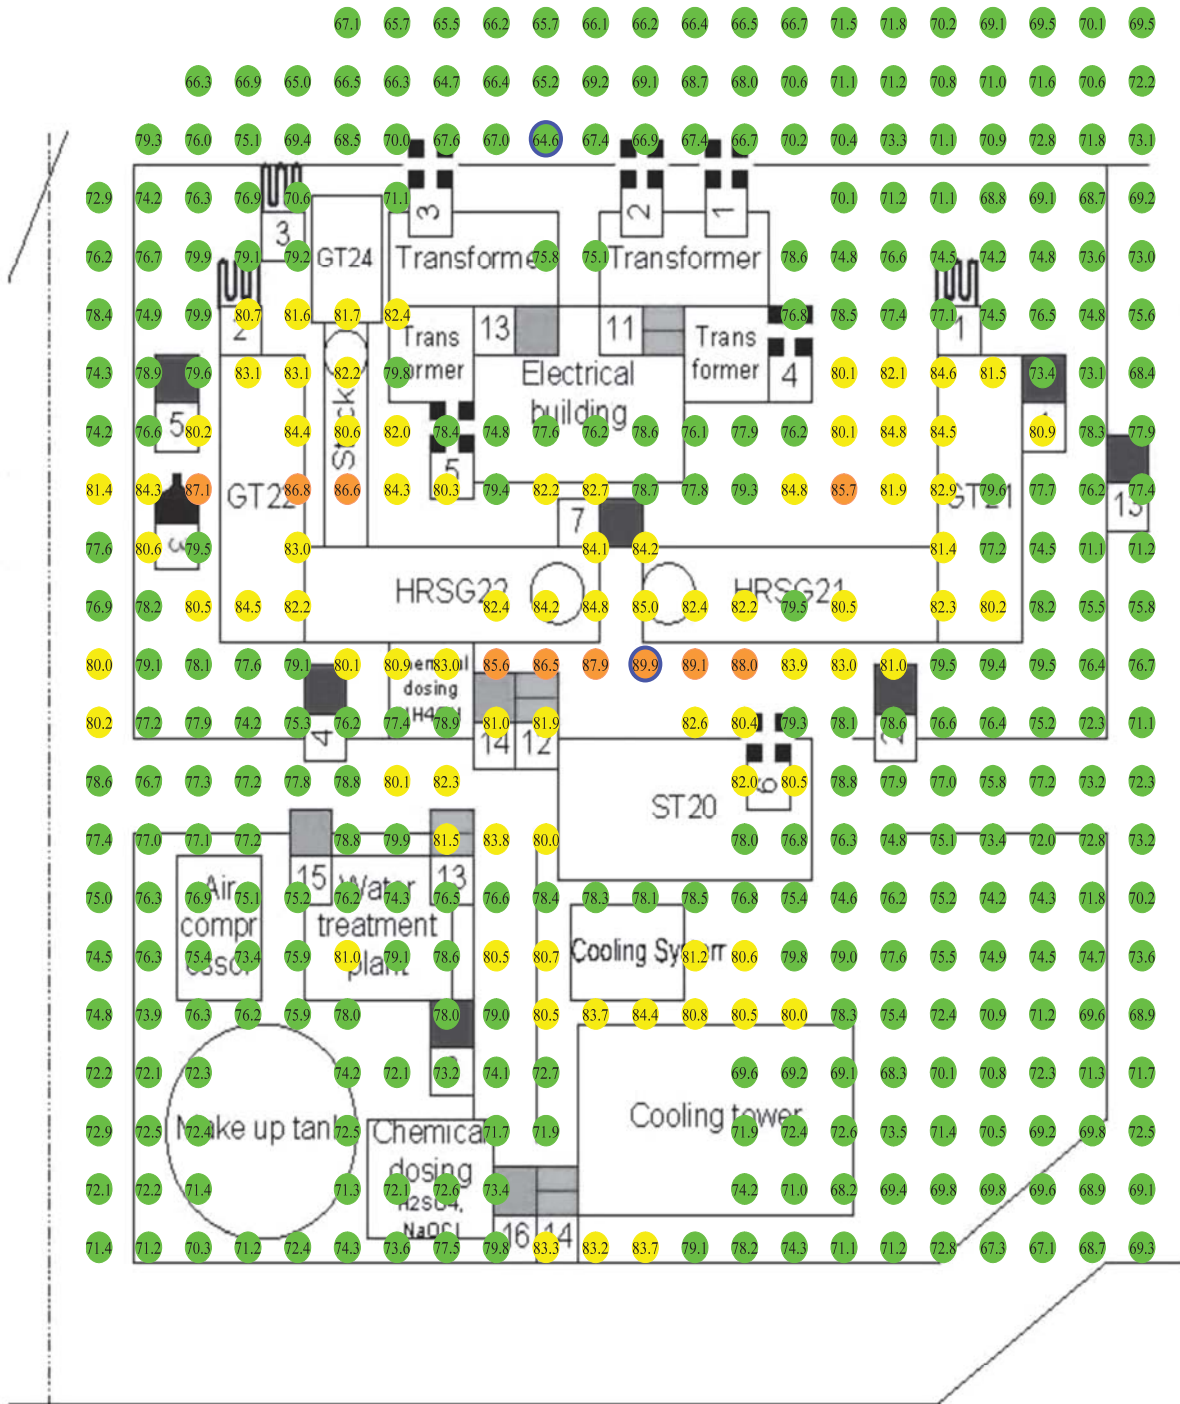 67.1 65.7 65.5 66.2 65.7 66.1 66.2 66.4 66.5 66.7 71.5 71.8 70.2 69.1 69.5 70.1 69.5
66.3 66.9 65.0 66.5 66.3 64.7 66.4 65.2 69.2 69.1 68.7 68.0 70.6 71.1 71.2 70.8 71.0 71.6 70.6 72.2
79.3 76.0 75.1 69.4 68.5 70.0 67.6 67.0 64.6 67.4 66.9 67.4 66.7 70.2 70.4 73.3 71.1 70.9 72.8 71.8 73.1
72.9 74.2 76.3 76.9 70.6 71.1 70.1 71.2 71.1 68.8 69.1 68.7 69.2
3 3 2 1
76.2 76.7 79.9 79.1 79.2 GT24 Transforme 75.8 75.1 Transformer 78.6 74.8 76.6 74.5 74.2 74.8 73.6 73.0
78.4 74.9 79.9 80.7 81.6 81.7 82.4 76.8 78.5 77.4 77.1 74.5 76.5 74.8 75.6
2 Trans 13 11 Trans 1
former former 4
74.3 78.9 79.6 83.1 83.1 82.2 79.8 Electrical 80.1 82.1 84.6 81.5 73.4 73.1 68.4
building
74.2 76.6 5 80.2 84.4 80.6 Stack 82.0 78.4 74.8 77.6 76.2 78.6 76.1 77.9 76.2 80.1 84.8 84.5 80.9 78.3 77.9
5
81.4 84.3 87.1 GT22 86.8 86.6 84.3 80.3 79.4 82.2 82.7 78.7 77.8 79.3 84.8 85.7 81.9 82.9 GT21 79.6 77.7 76.2 77.4
7 13
77.6 80.6 3 79.5 83.0 84.1 84.2 81.4 77.2 74.5 71.1 71.2
HRSG22 HRSG21
76.9 78.2 80.5 84.5 82.2 82.4 84.2 84.8 85.0 82.4 82.2 79.5 80.5 82.3 80.2 78.2 75.5 75.8
80.0 79.1 78.1 77.6 79.1 80.1 80.9 83.0 85.6 86.5 87.9 89.9 89.1 88.0 83.9 83.0 81.0 79.5 79.4 79.5 76.4 76.7
dosing
80.2 77.2 77.9 74.2 75.3 76.2 77.4 78.9 81.0 81.9 82.6 80.4 79.3 78.1 78.6 76.6 76.4 75.2 72.3 71.1
4 14 12 2
78.6 76.7 77.3 77.2 77.8 78.8 80.1 82.3 82.0 6 80.5 78.8 77.9 77.0 75.8 77.2 73.2 72.3
ST20
77.4 77.0 77.1 77.2 78.8 79.9 81.5 83.8 80.0 78.0 76.8 76.3 74.8 75.1 73.4 72.0 72.8 73.2
Air 15 Water 13
75.0 76.3 76.9 75.1 75.2 76.2 74.3 76.5 76.6 78.4 78.3 78.1 78.5 76.8 75.4 74.6 76.2 75.2 74.2 74.3 71.8 70.2
compr treatment
essor plant Cooling System
74.5 76.3 75.4 73.4 75.9 81.0 79.1 78.6 80.5 80.7 81.2 80.6 79.8 79.0 77.6 75.5 74.9 74.5 74.7 73.6
74.8 73.9 76.3 76.2 75.9 78.0 78.0 79.0 80.5 83.7 84.4 80.8 80.5 80.0 78.3 75.4 72.4 70.9 71.2 69.6 68.9
72.2 72.1 72.3 74.2 72.1 73.2 74.1 72.7 69.6 69.2 69.1 68.3 70.1 70.8 72.3 71.3 71.7
Make up tank Chemical Cooling tower
72.9 72.5 72.4 72.5 71.7 71.9 71.9 72.4 72.6 73.5 71.4 70.5 69.2 69.8 72.5
dosing
72.1 72.2 71.4 71.3 72.1 72.6 73.4 74.2 71.0 68.2 69.4 69.8 69.8 69.6 68.9 69.1
H2SO4,
NaOCl 16 14
71.4 71.2 70.3 71.2 72.4 74.3 73.6 77.5 79.8 83.3 83.2 83.7 79.1 78.2 74.3 71.1 71.2 72.8 67.3 67.1 68.7 69.3